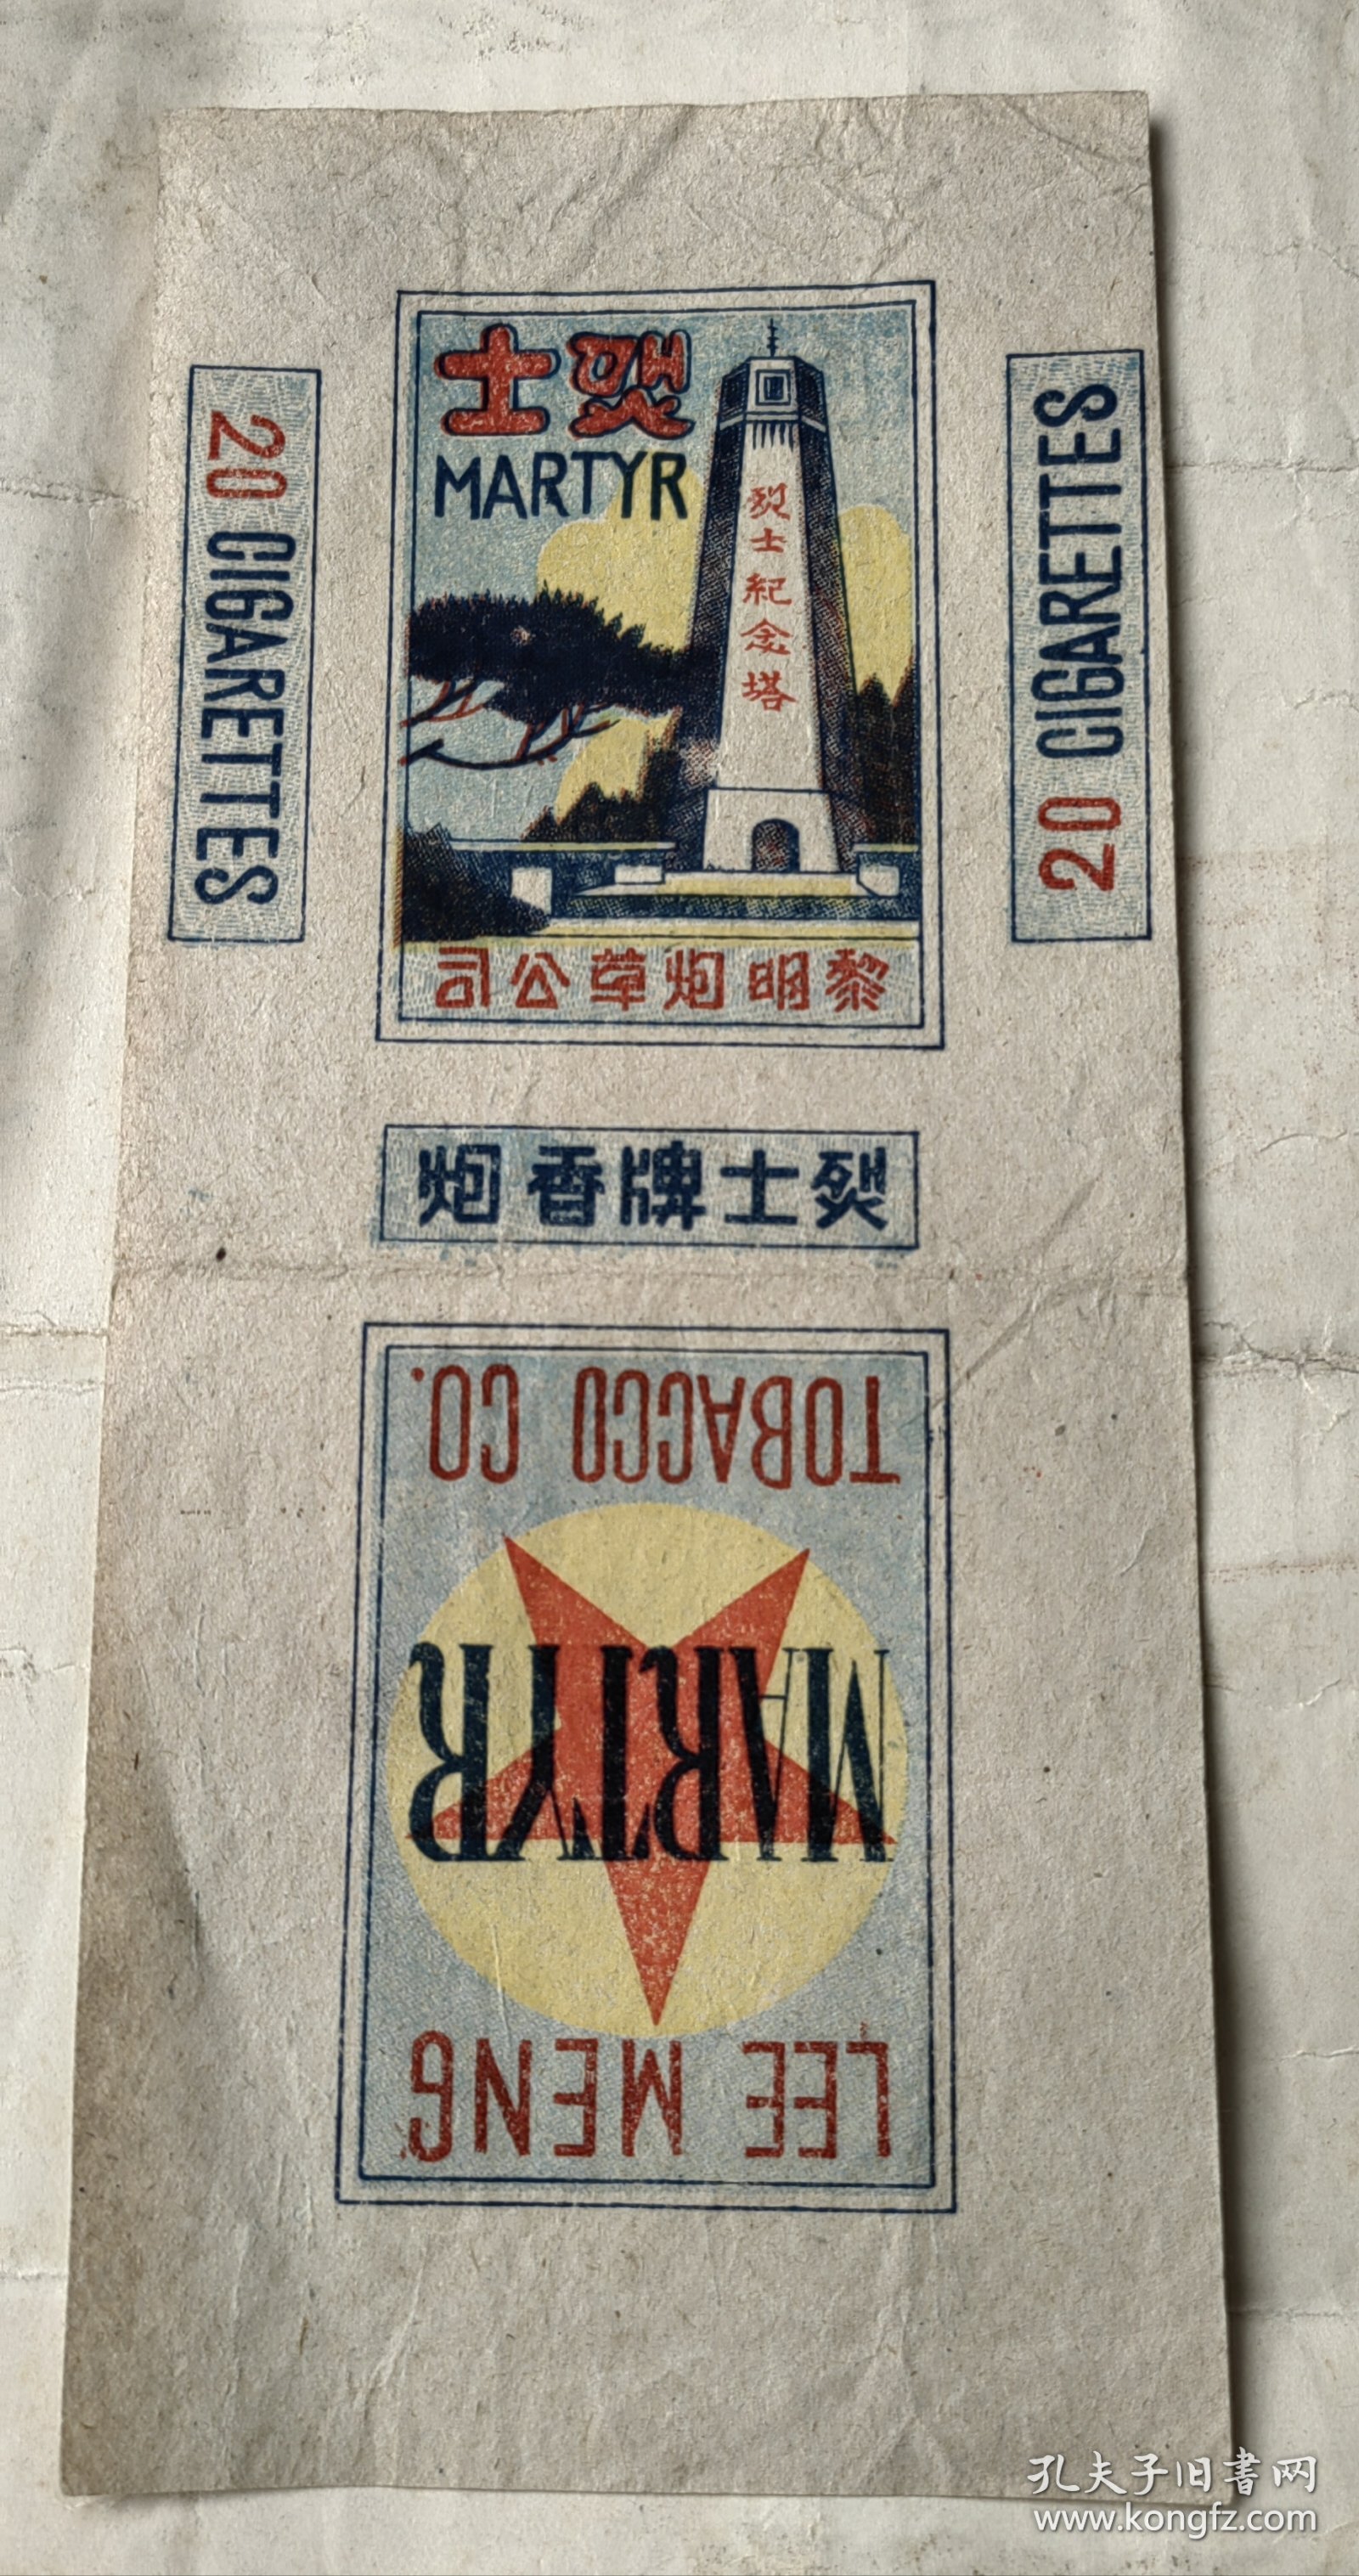 烈士
MARTYR
烈士紀念塔
黎明烟草公司
20 CIGARETTES
20 CIGARETTES
烈士牌香烟
LEE MENG
MARTYR
TOBACCO CO.
孔夫子旧書网
www.kongfz.com